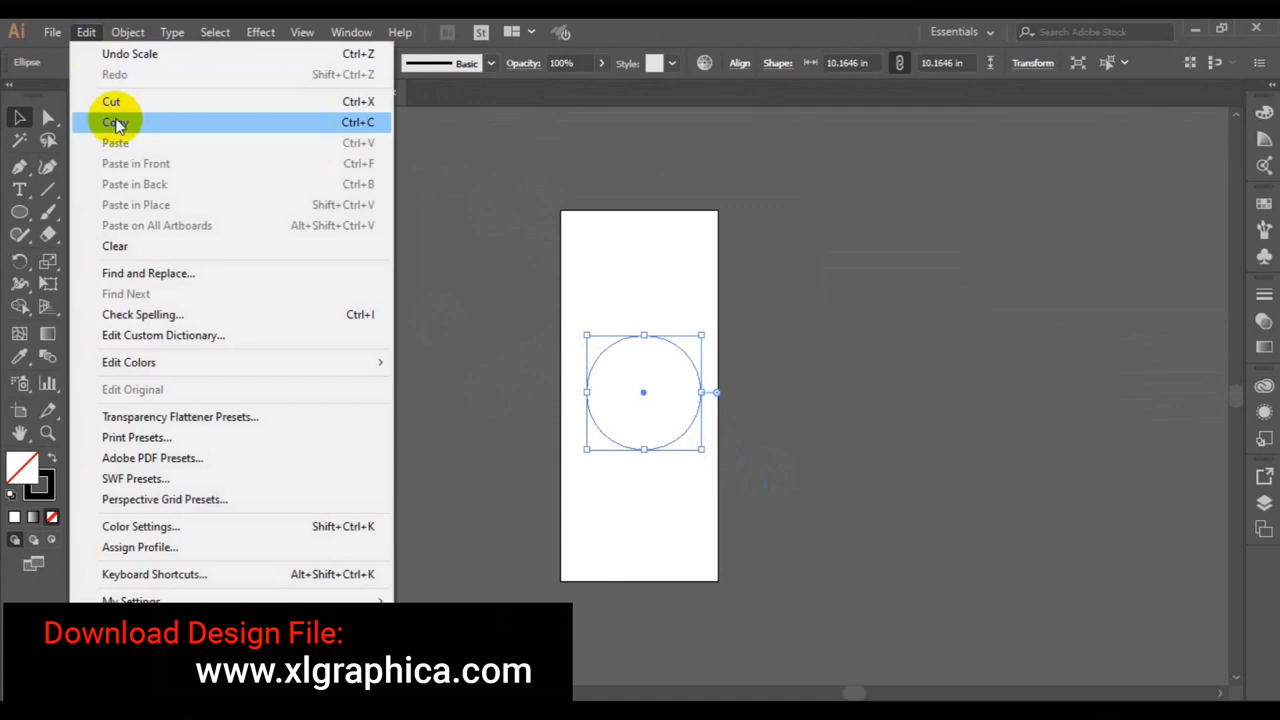 Ai File Edit Object Type Select Effect View Window Help Br St Essentials Search Adobe Stock
Ellipse Basic Opacity: 100% Style: Align Shape: 10.1646 in 10.1646 in Transform
Undo Scale Ctrl+Z
Redo Shift+Ctrl+Z
Cut Ctrl+X
Copy Ctrl+C
Paste Ctrl+V
Paste in Front Ctrl+F
Paste in Back Ctrl+B
Paste in Place Shift+Ctrl+V
Paste on All Artboards Alt+Shift+Ctrl+V
Clear
Find and Replace...
Find Next
Check Spelling... Ctrl+I
Edit Custom Dictionary...
Edit Colors
Edit Original
Transparency Flattener Presets...
Print Presets...
Adobe PDF Presets...
SWF Presets...
Perspective Grid Presets...
Color Settings... Shift+Ctrl+K
Assign Profile...
Keyboard Shortcuts... Alt+Shift+Ctrl+K
My Settings
Download Design File:
www.xlgraphica.com